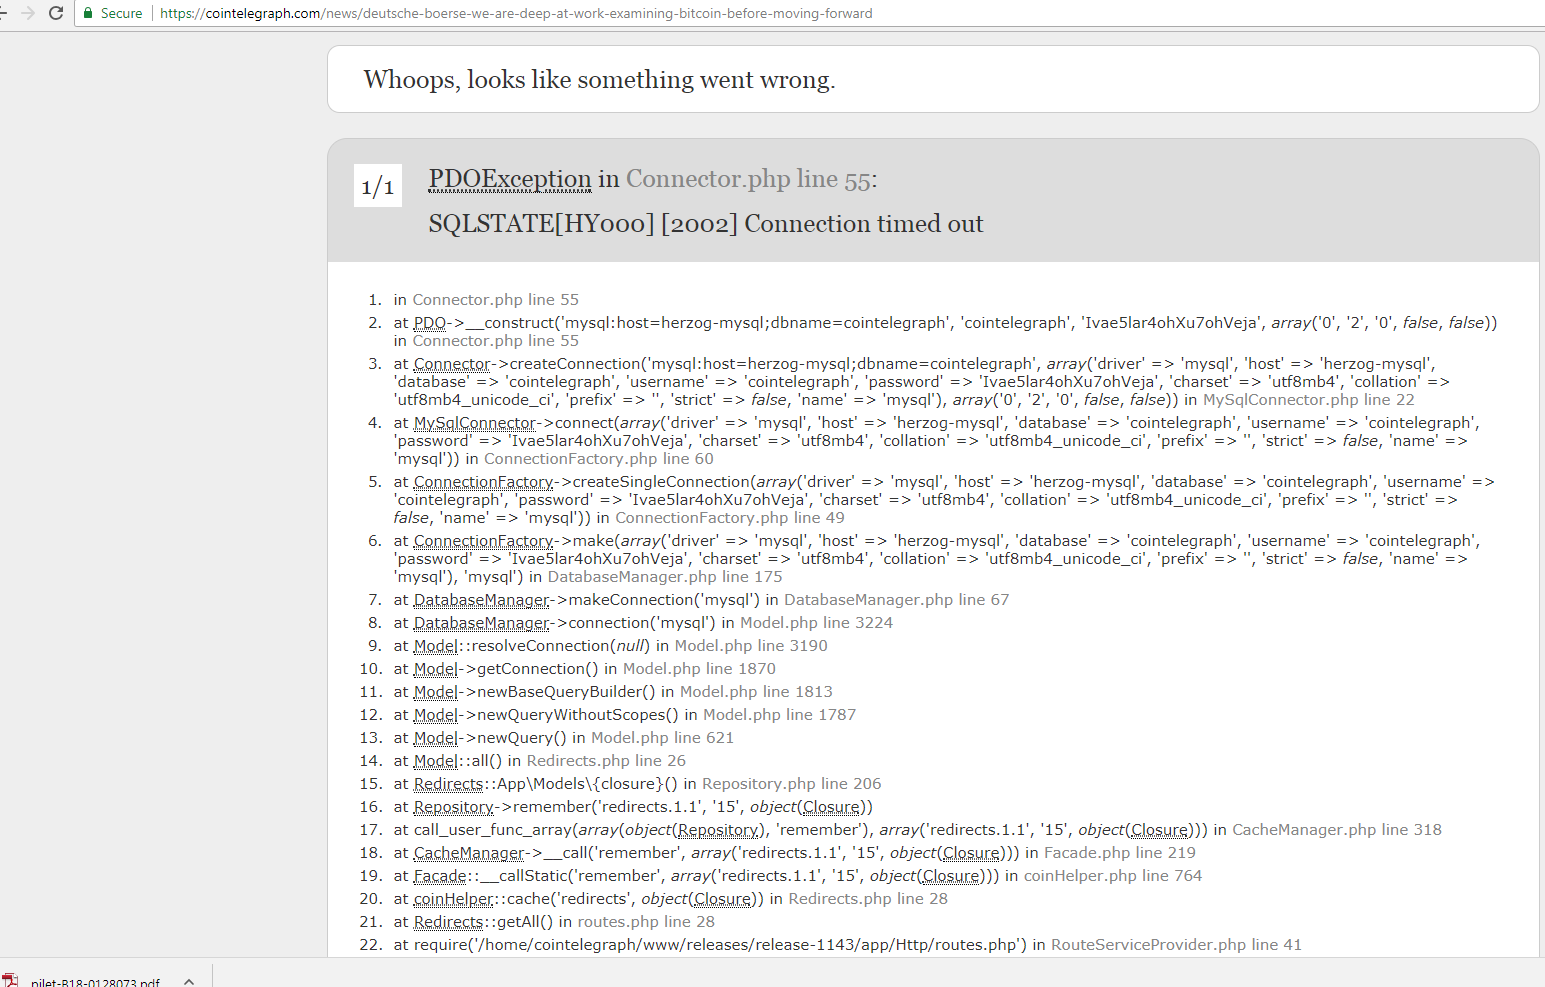 Secure https://cointelegraph.com/news/deutsche-boerse-we-are-deep-at-work-examining-bitcoin-before-moving-forward
Whoops, looks like something went wrong.
1/1
PDOException in Connector.php line 55:
SQLSTATE[HY000] [2002] Connection timed out
1. in Connector.php line 55
2. at PDO->__construct('mysql:host=herzog-mysql;dbname=cointelegraph', 'cointelegraph', 'Ivae5lar4ohXu7ohVeja', array('0', '2', '0', false, false))
in Connector.php line 55
3. at Connector->createConnection('mysql:host=herzog-mysql;dbname=cointelegraph', array('driver' => 'mysql', 'host' => 'herzog-mysql',
'database' => 'cointelegraph', 'username' => 'cointelegraph', 'password' => 'Ivae5lar4ohXu7ohVeja', 'charset' => 'utf8mb4', 'collation' =>
'utf8mb4_unicode_ci', 'prefix' => '', 'strict' => false, 'name' => 'mysql'), array('0', '2', '0', false, false)) in MySqlConnector.php line 22
4. at MySqlConnector->connect(array('driver' => 'mysql', 'host' => 'herzog-mysql', 'database' => 'cointelegraph', 'username' => 'cointelegraph',
'password' => 'Ivae5lar4ohXu7ohVeja', 'charset' => 'utf8mb4', 'collation' => 'utf8mb4_unicode_ci', 'prefix' => '', 'strict' => false, 'name' =>
'mysql')) in ConnectionFactory.php line 60
5. at ConnectionFactory->createSingleConnection(array('driver' => 'mysql', 'host' => 'herzog-mysql', 'database' => 'cointelegraph', 'username' =>
'cointelegraph', 'password' => 'Ivae5lar4ohXu7ohVeja', 'charset' => 'utf8mb4', 'collation' => 'utf8mb4_unicode_ci', 'prefix' => '', 'strict' =>
false, 'name' => 'mysql')) in ConnectionFactory.php line 49
6. at ConnectionFactory->make(array('driver' => 'mysql', 'host' => 'herzog-mysql', 'database' => 'cointelegraph', 'username' => 'cointelegraph',
'password' => 'Ivae5lar4ohXu7ohVeja', 'charset' => 'utf8mb4', 'collation' => 'utf8mb4_unicode_ci', 'prefix' => '', 'strict' => false, 'name' =>
'mysql'), 'mysql') in DatabaseManager.php line 175
7. at DatabaseManager->makeConnection('mysql') in DatabaseManager.php line 67
8. at DatabaseManager->connection('mysql') in Model.php line 3224
9. at Model::resolveConnection(null) in Model.php line 3190
10. at Model->getConnection() in Model.php line 1870
11. at Model->newBaseQueryBuilder() in Model.php line 1813
12. at Model->newQueryWithoutScopes() in Model.php line 1787
13. at Model->newQuery() in Model.php line 621
14. at Model::all() in Redirects.php line 26
15. at Redirects::App\Models\{closure}() in Repository.php line 206
16. at Repository->remember('redirects.1.1', '15', object(Closure))
17. at call_user_func_array(array(object(Repository), 'remember'), array('redirects.1.1', '15', object(Closure))) in CacheManager.php line 318
18. at CacheManager->__call('remember', array('redirects.1.1', '15', object(Closure))) in Facade.php line 219
19. at Facade::__callStatic('remember', array('redirects.1.1', '15', object(Closure))) in coinHelper.php line 764
20. at coinHelper::cache('redirects', object(Closure)) in Redirects.php line 28
21. at Redirects::getAll() in routes.php line 28
22. at require('/home/cointelegraph/www/releases/release-1143/app/Http/routes.php') in RouteServiceProvider.php line 41
pilet-B18-0128073.pdf